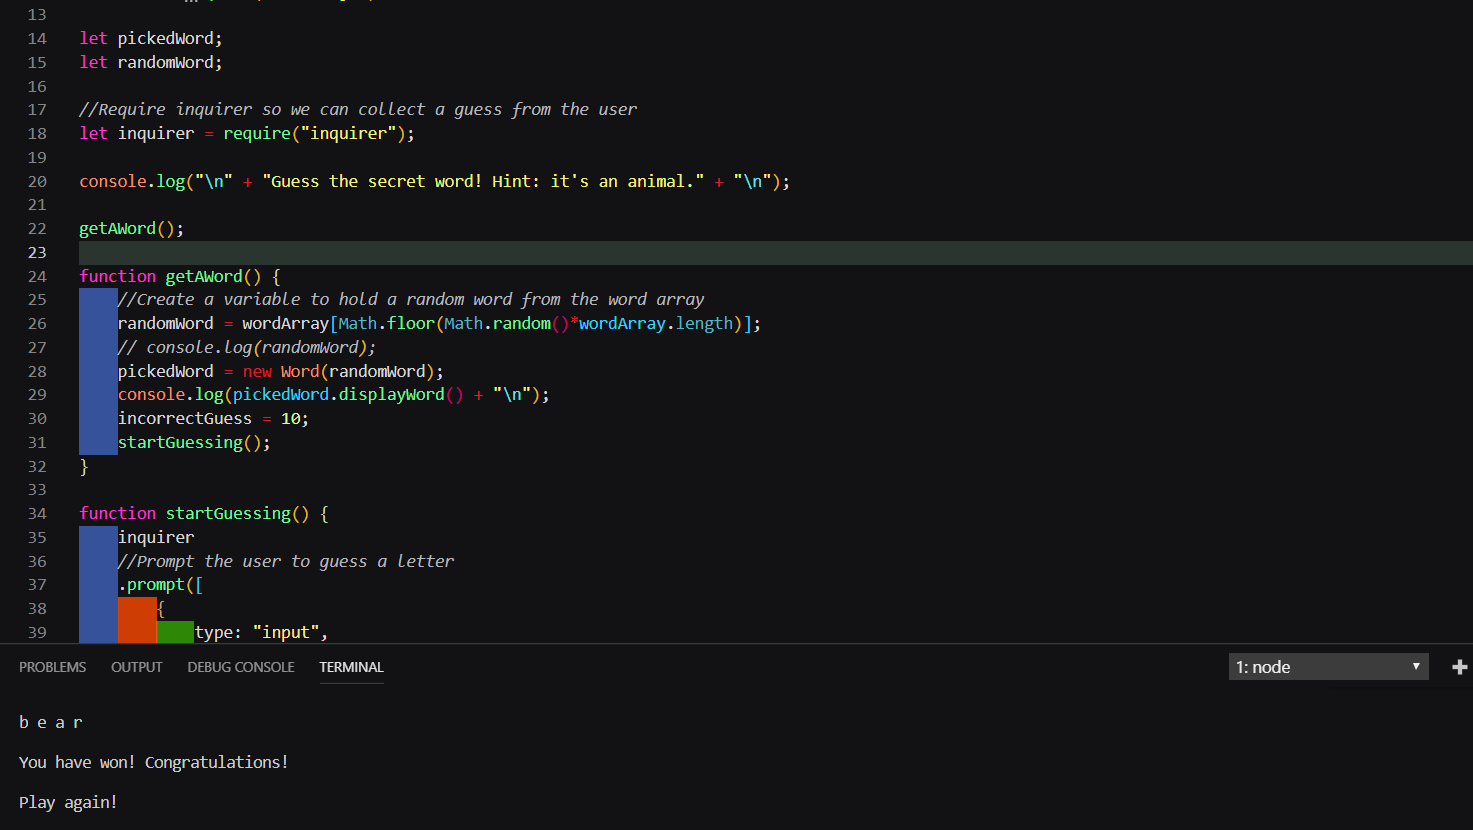 13
14 let pickedWord;
15 let randomWord;
16
17 //Require inquirer so we can collect a guess from the user
18 let inquirer = require("inquirer");
19
20 console.log("\n" + "Guess the secret word! Hint: it's an animal." + "\n");
21
22 getAWord();
23
24 function getAWord() {
25 //Create a variable to hold a random word from the word array
26 randomWord = wordArray[Math.floor(Math.random()*wordArray.length)];
27 // console.log(randomWord);
28 pickedWord = new Word(randomWord);
29 console.log(pickedWord.displayWord() + "\n");
30 incorrectGuess = 10;
31 startGuessing();
32 }
33
34 function startGuessing() {
35 inquirer
36 //Prompt the user to guess a letter
37 .prompt([
38 {
39 type: "input",
PROBLEMS OUTPUT DEBUG CONSOLE TERMINAL 1: node
b e a r
You have won! Congratulations!
Play again!